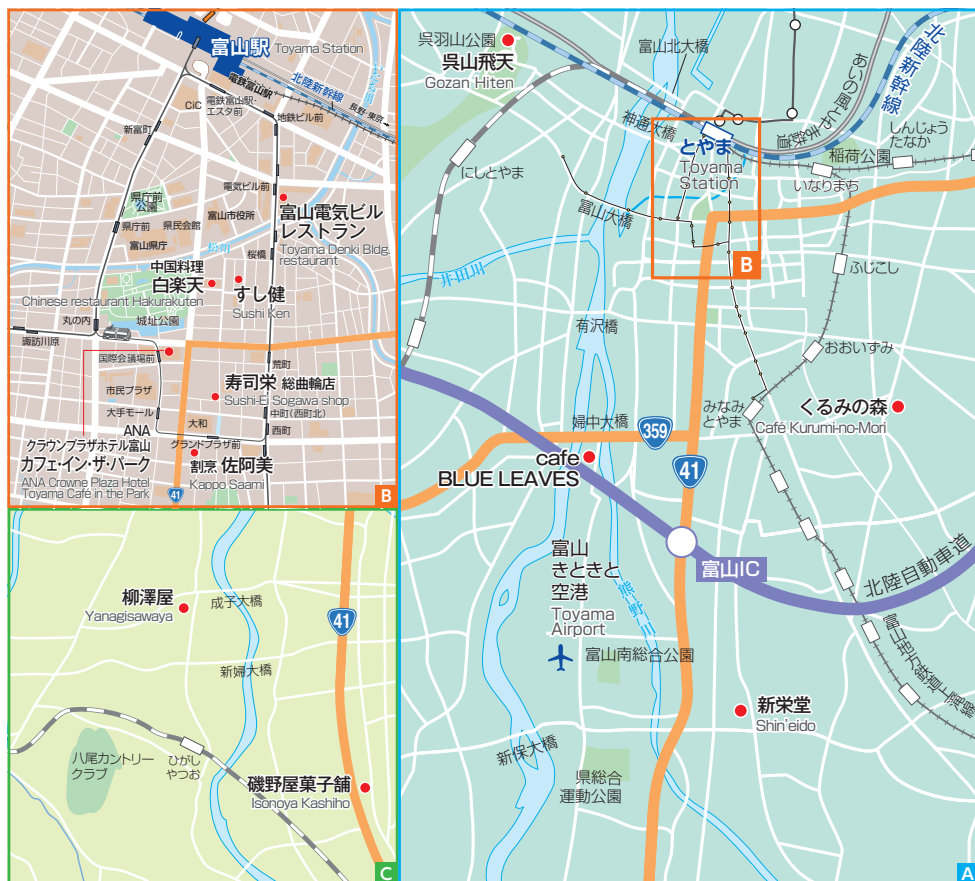 富山駅 Toyama Station
北陸新幹線
電鉄富山駅
長野・東京
CiC
電鉄富山駅・
エスタ前
地鉄ビル前
新富町
電気ビル前
県庁前
公園
富山電気ビル
レストラン
Toyama Denki Bldg.
restaurant
県庁前
県民会館
富山市役所
富山県庁
松川
桜橋
中国料理
白楽天
Chinese restaurant Hakurakuten
すし健
Sushi Ken
城址公園
丸の内
諏訪川原
国際会議場前
荒町
市民プラザ
寿司栄 総曲輪店
Sushi-Ei Sogawa shop
大手モール
中町(西町北)
大和
西町
グランドプラザ前
ANA
クラウンプラザホテル富山
カフェ・イン・ザ・パーク
ANA Crowne Plaza Hotel
Toyama Café in the Park
割烹 佐阿美
Kappo Saami
41
B
柳澤屋
Yanagisawaya
成子大橋
41
新婦大橋
八尾カントリー
クラブ
ひがし
やつお
磯野屋菓子舗
Isonoya Kashiho
C
呉羽山公園
呉山飛天
Gozan Hiten
富山北大橋
北陸新幹線
あいの風とやま鉄道
神通大橋
とやま
Toyama
Station
しんじょう
たなか
稲荷公園
いなりまち
にしとやま
富山大橋
B
ふじこし
井田川
有沢橋
おおいずみ
みなみ
とやま
くるみの森
Café Kurumi-no-Mori
婦中大橋
359
cafe
BLUE LEAVES
41
富山IC
北陸自動車道
富山
きときと
空港
Toyama
Airport
熊野川
富山南総合公園
富山地方鉄道上滝線
新栄堂
Shin'eido
新保大橋
県総合
運動公園
A